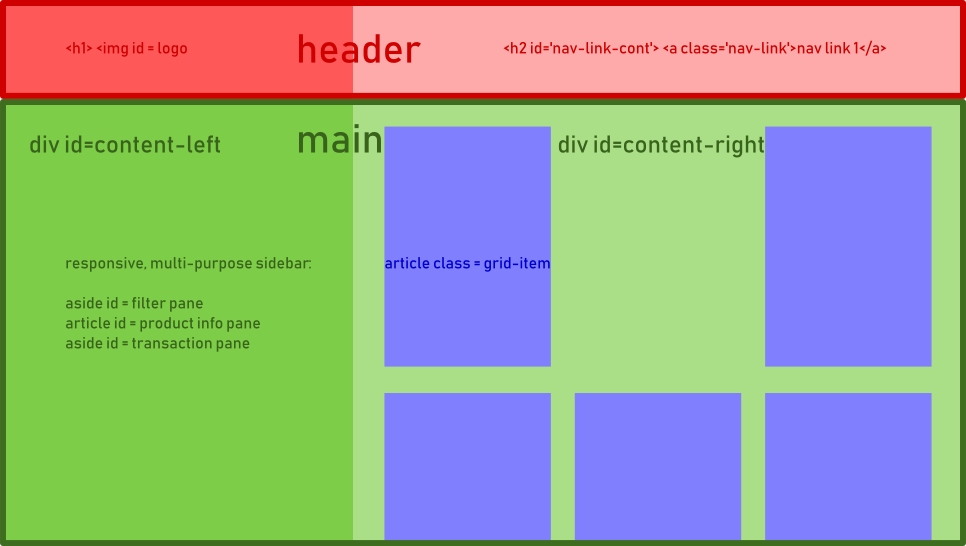 <h1> <img id = logo
header
<h2 id='nav-link-cont'> <a class='nav-link'>nav link 1</a>
main
div id=content-left
div id=content-right
responsive, multi-purpose sidebar:
article class = grid-item
aside id = filter pane
article id = product info pane
aside id = transaction pane